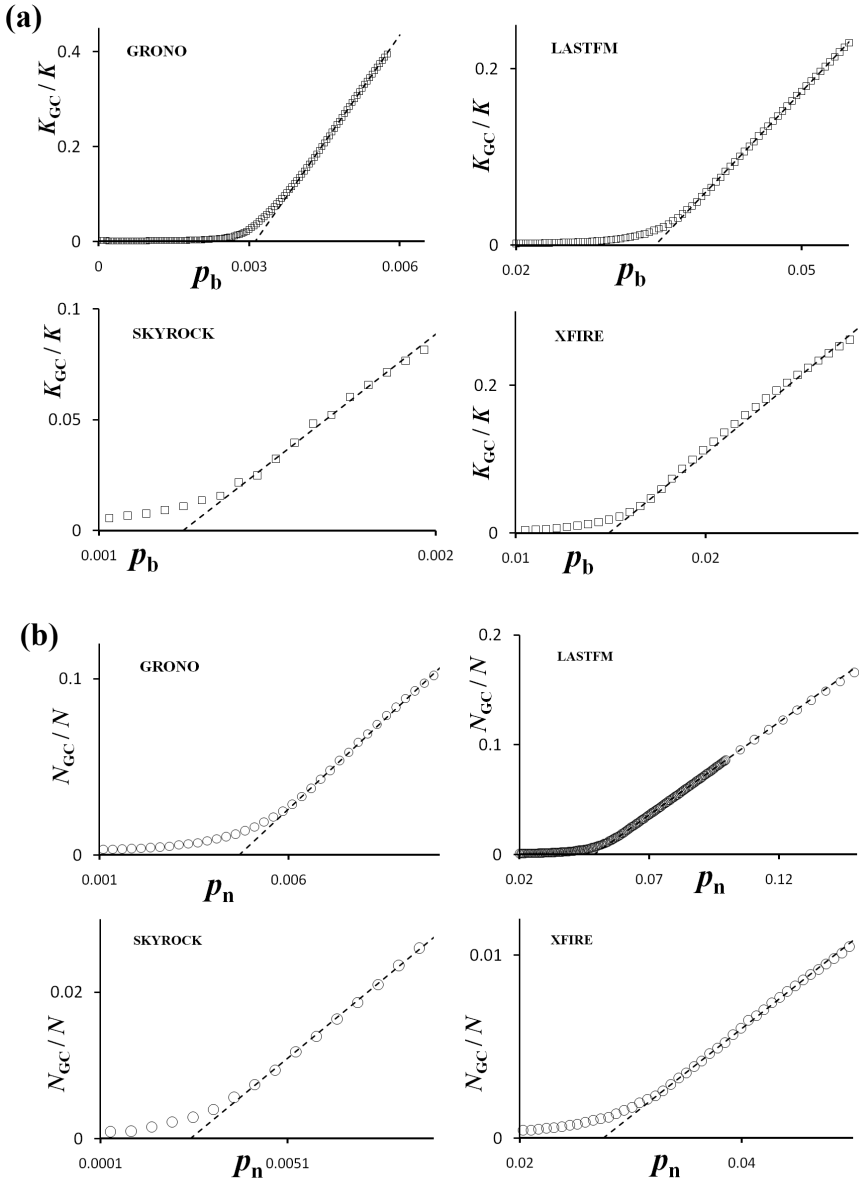 (a)
GRONO
K_GC / K
0.4
0.2
0
0
0.003
0.006
p_b
LASTFM
K_GC / K
0.2
0
0.02
0.05
p_b
SKYROCK
K_GC / K
0.1
0.05
0
0.001
0.002
p_b
XFIRE
K_GC / K
0.2
0
0.01
0.02
p_b
(b)
GRONO
N_GC / N
0.1
0
0.001
0.006
p_n
LASTFM
N_GC / N
0.2
0.1
0
0.02
0.07
0.12
p_n
SKYROCK
N_GC / N
0.02
0
0.0001
0.0051
p_n
XFIRE
N_GC / N
0.01
0
0.02
0.04
p_n